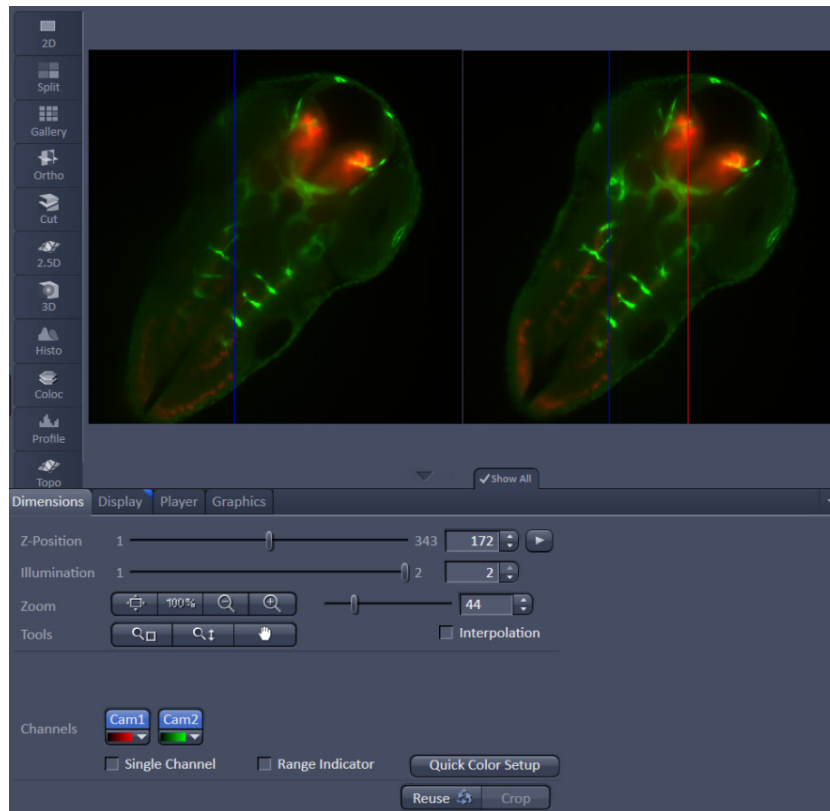 2D
Split
Gallery
Ortho
Cut
2.5D
3D
Histo
Coloc
Profile
Topo
Show All
Dimensions Display Player Graphics
Z-Position 1 343 172
Illumination 1 2 2
Zoom 100% 44
Tools Interpolation
Channels Cam1 Cam2
Single Channel Range Indicator Quick Color Setup
Reuse Crop